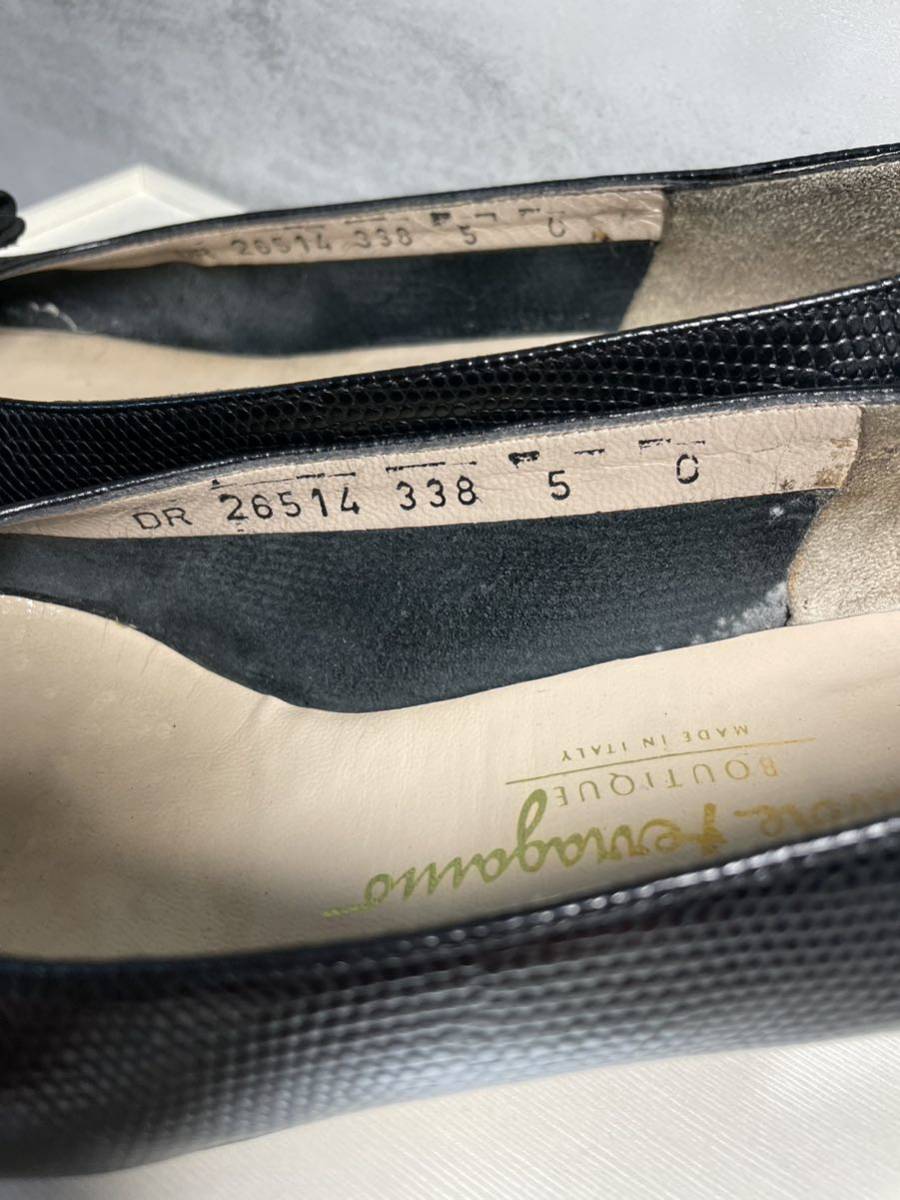 26514 338 5 C
DR 26514 338 5 C
Ferragamo
BOUTIQUE
MADE IN ITALY